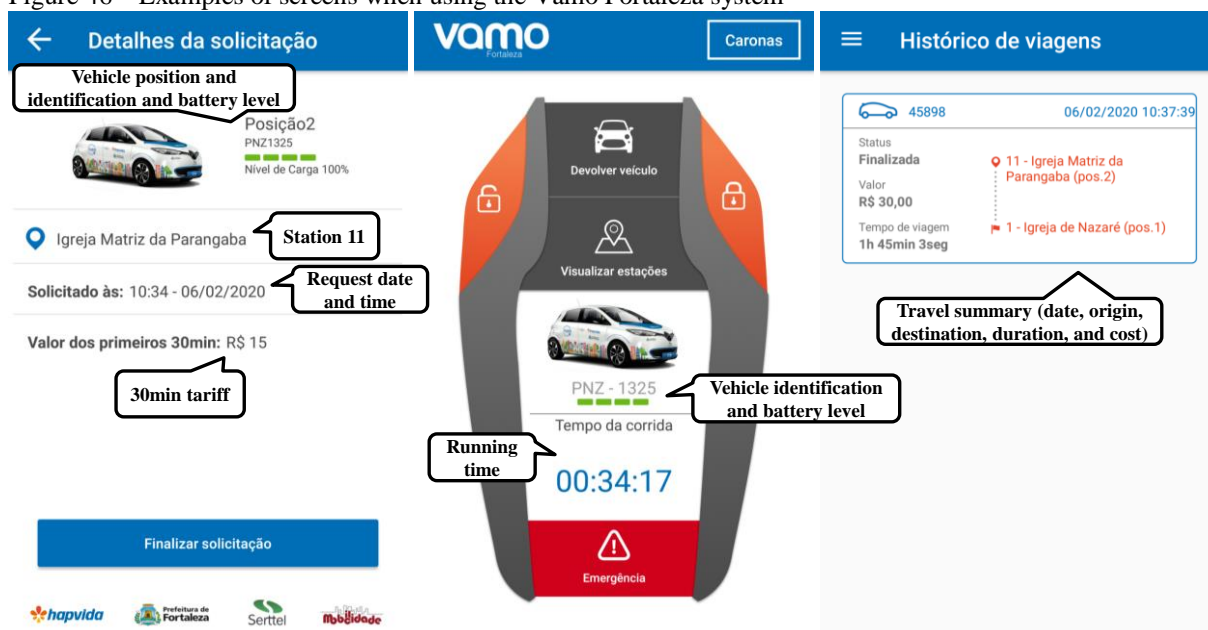 Figure 46 – Examples of screens when using the Vamo Fortaleza system
Detalhes da solicitação
Vehicle position and
identification and battery level
Posição2
PNZ1325
Nível de Carga 100%
Igreja Matriz da Parangaba
Station 11
Solicitado às: 10:34 - 06/02/2020
Request date
and time
Valor dos primeiros 30min: R$ 15
30min tariff
Finalizar solicitação
hapvida
Prefeitura de
Fortaleza
Serttel
mobilidade
vamo
Fortaleza
Caronas
Devolver veículo
Visualizar estações
PNZ - 1325
Vehicle identification
and battery level
Tempo da corrida
Running
time
00:34:17
Emergência
Histórico de viagens
45898
06/02/2020 10:37:39
Status
Finalizada
Valor
R$ 30,00
Tempo de viagem
1h 45min 3seg
11 - Igreja Matriz da
Parangaba (pos.2)
1 - Igreja de Nazaré (pos.1)
Travel summary (date, origin,
destination, duration, and cost)